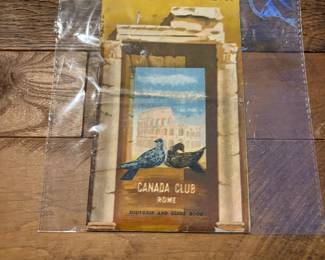 CANADA CLUB
ROME
SOUVENIR AND GUIDE BOOK